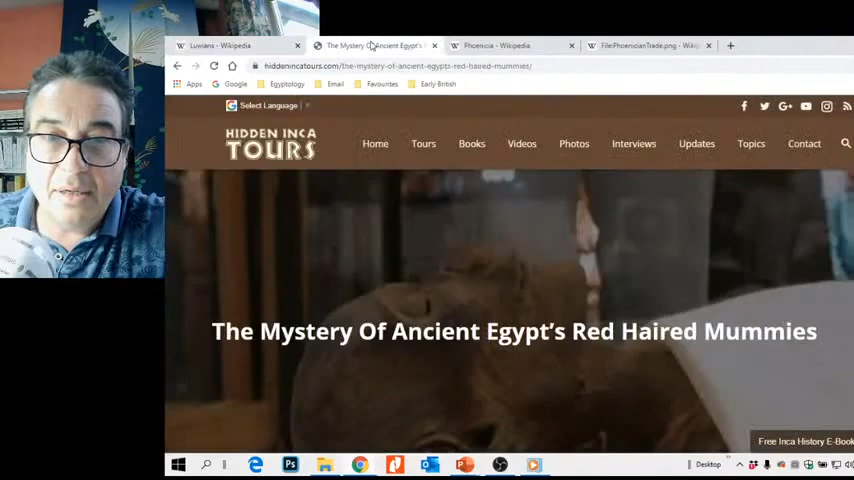 Luwians - Wikipedia
The Mystery Of Ancient Egypt's R
Phoenicia - Wikipedia
File:PhoenicianTrade.png - Wikip
hiddenincatours.com/the-mystery-of-ancient-egypts-red-haired-mummies/
Apps
Google
Egyptology
Email
Favourites
Early British
Select Language
HIDDEN INCA
TOURS
Home
Tours
Books
Videos
Photos
Interviews
Updates
Topics
Contact
The Mystery Of Ancient Egypt's Red Haired Mummies
Free Inca History E-Book
Desktop